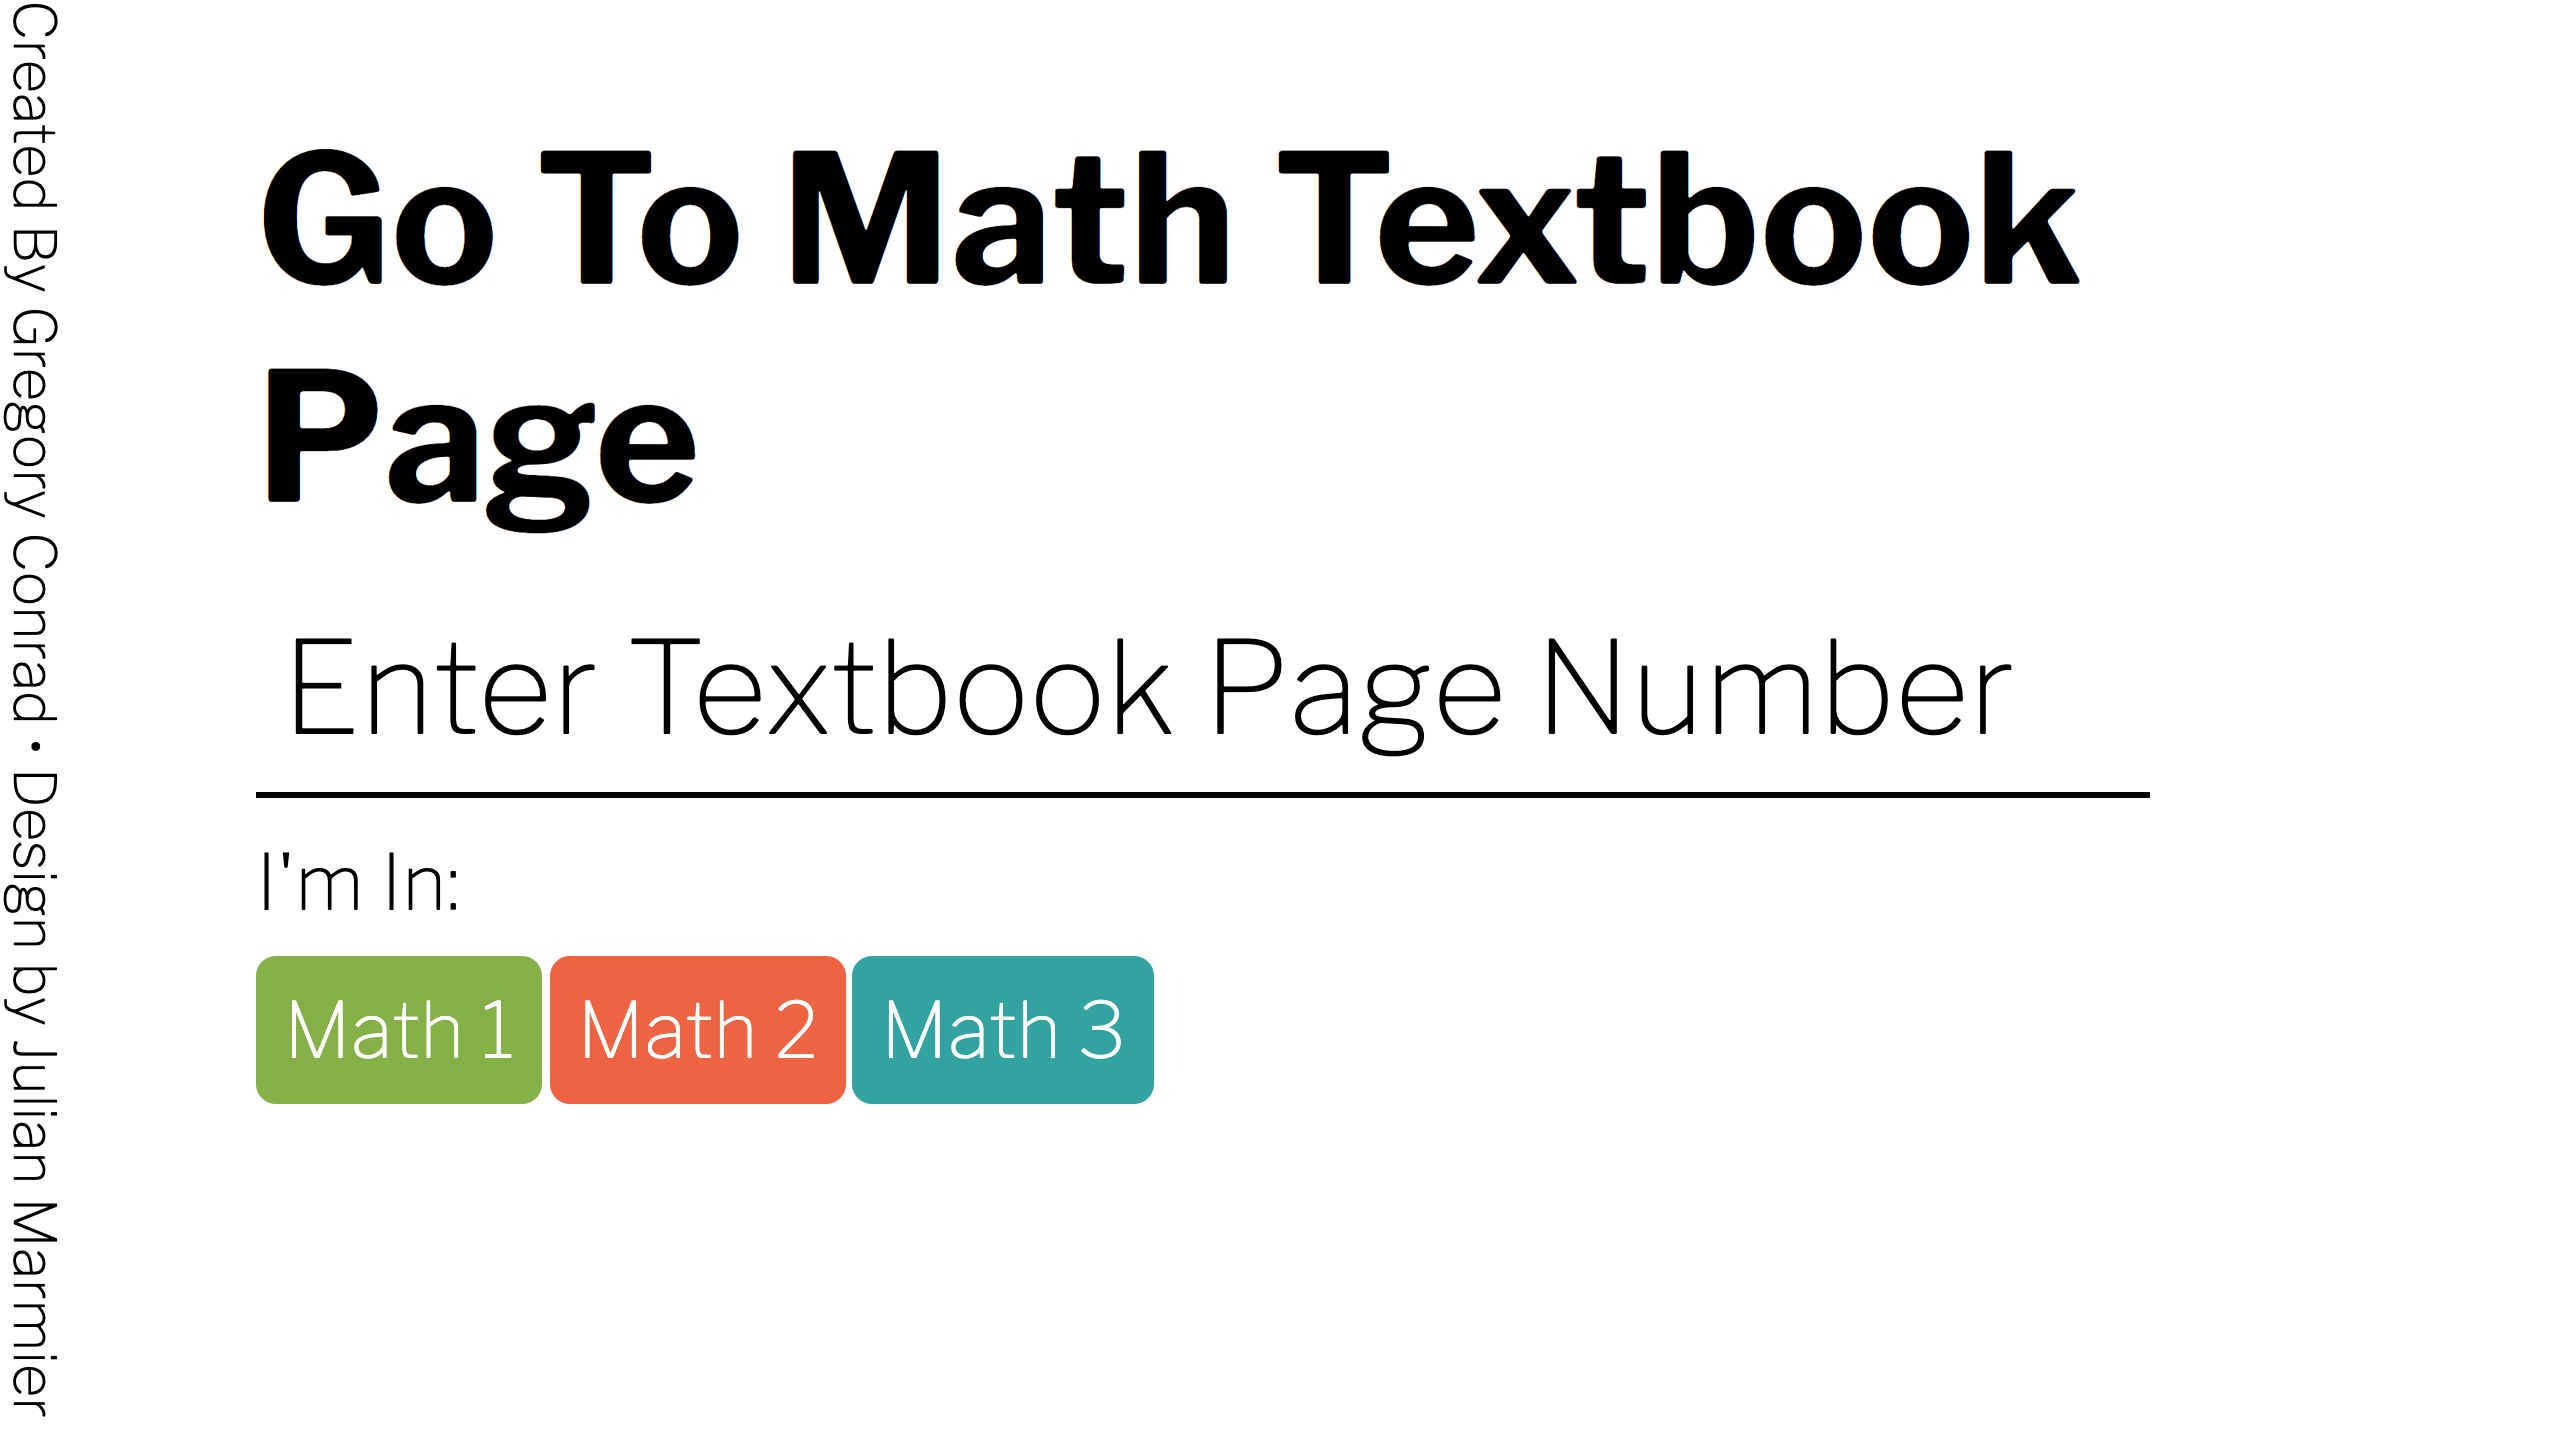 Created By Gregory Conrad • Design by Julian Marmier
Go To Math Textbook
Page
Enter Textbook Page Number
I'm In:
Math 1 Math 2 Math 3